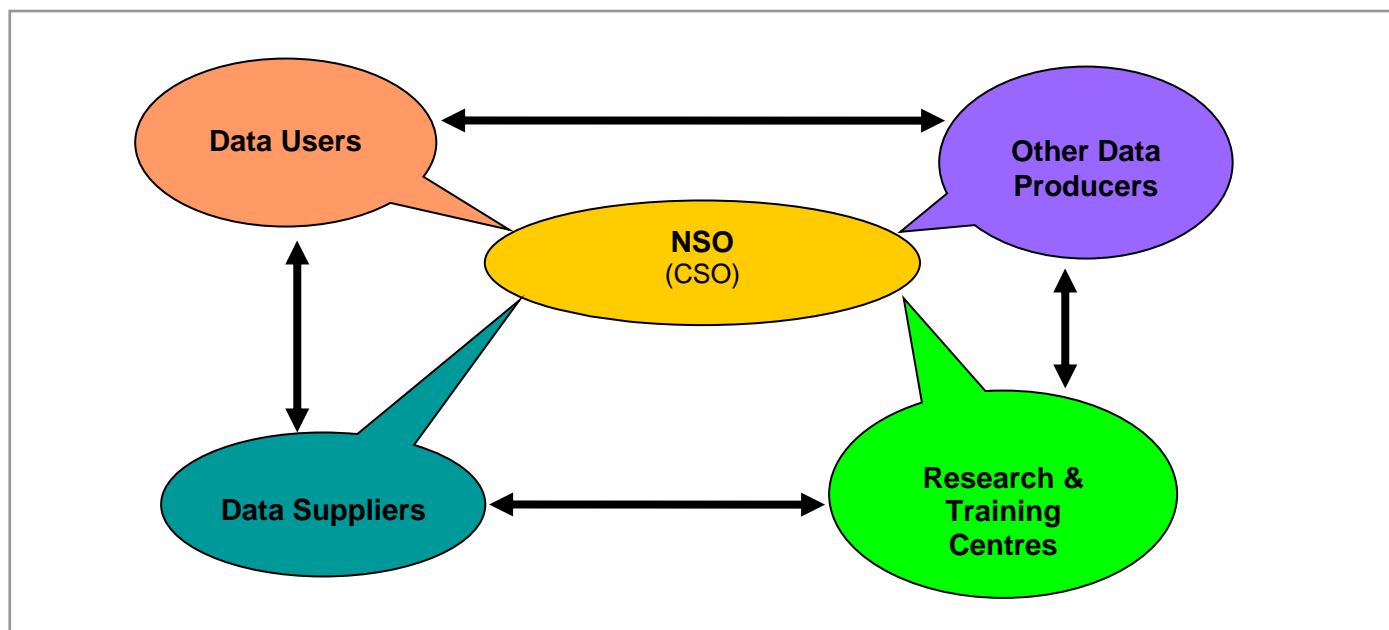 Data Users
Other Data
Producers
NSO
(CSO)
Data Suppliers
Research &
Training
Centres